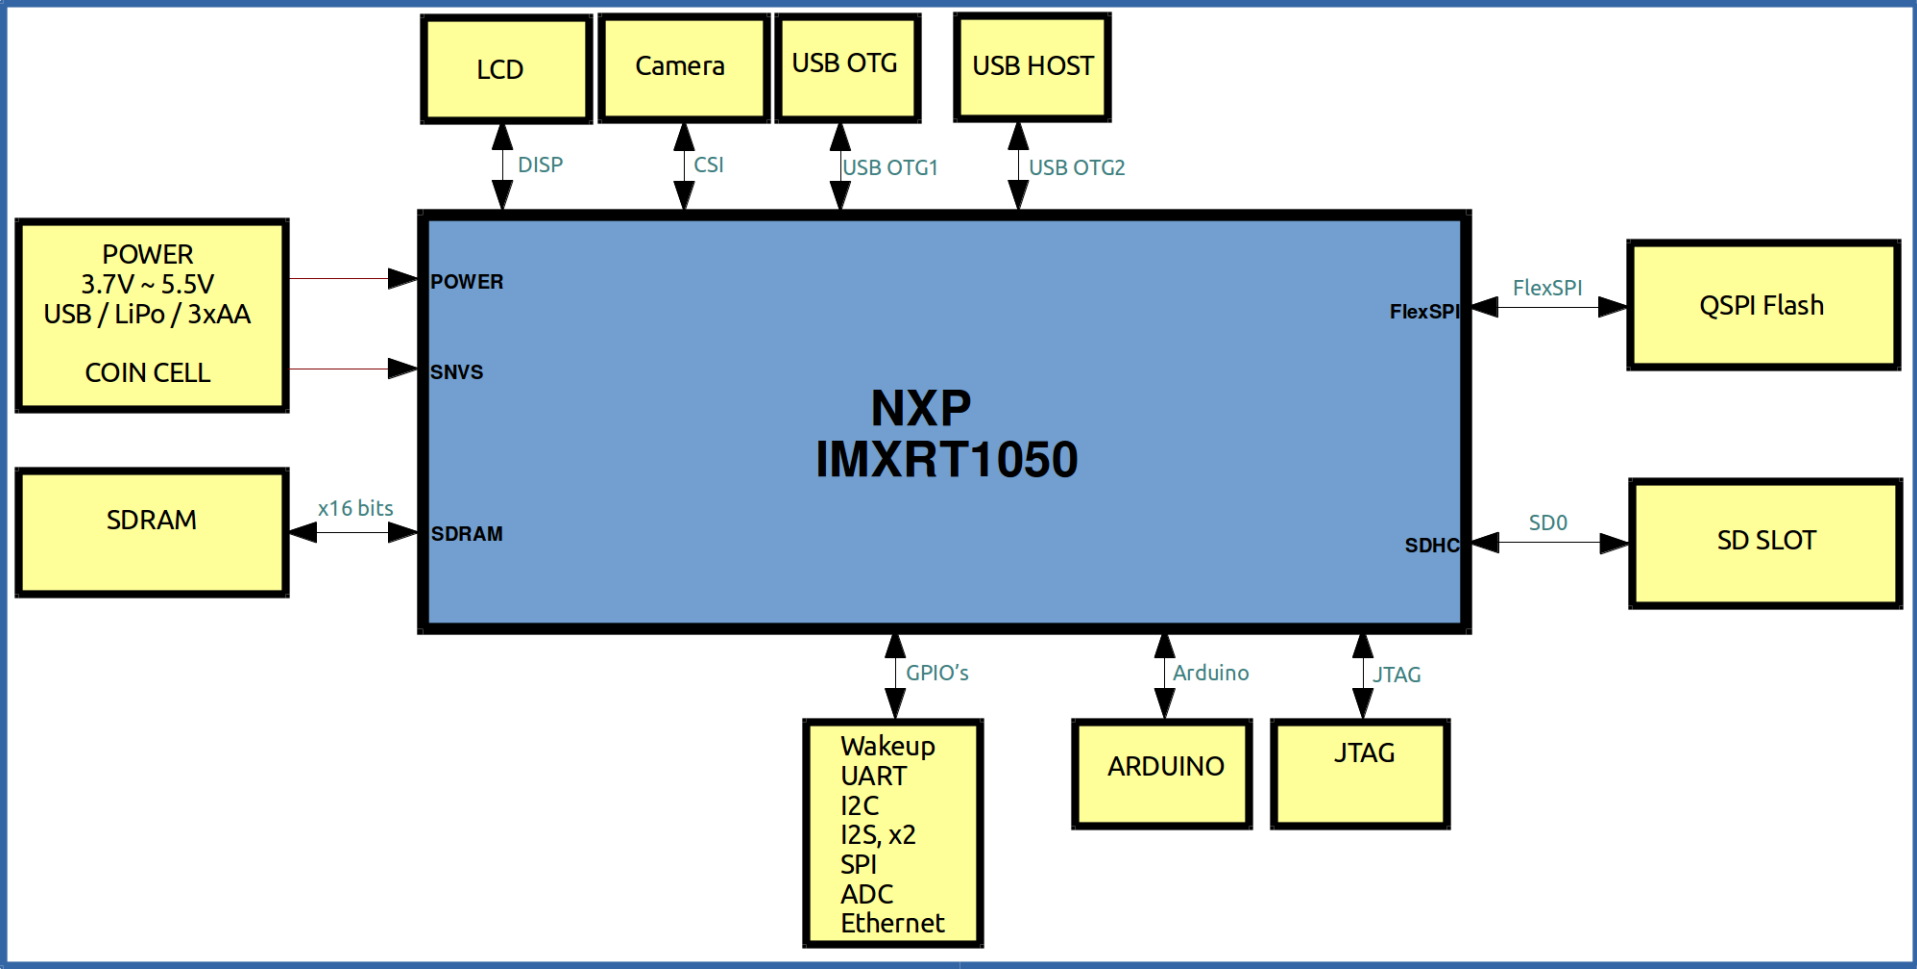 LCD
Camera
USB OTG
USB HOST
DISP
CSI
USB OTG1
USB OTG2
POWER
3.7V ~ 5.5V
USB / LiPo / 3xAA
COIN CELL
POWER
SNVS
SDRAM
x16 bits
SDRAM
NXP
IMXRT1050
FlexSPI
FlexSPI
QSPI Flash
SDHC
SD0
SD SLOT
GPIO’s
Arduino
JTAG
Wakeup
UART
I2C
I2S, x2
SPI
ADC
Ethernet
ARDUINO
JTAG